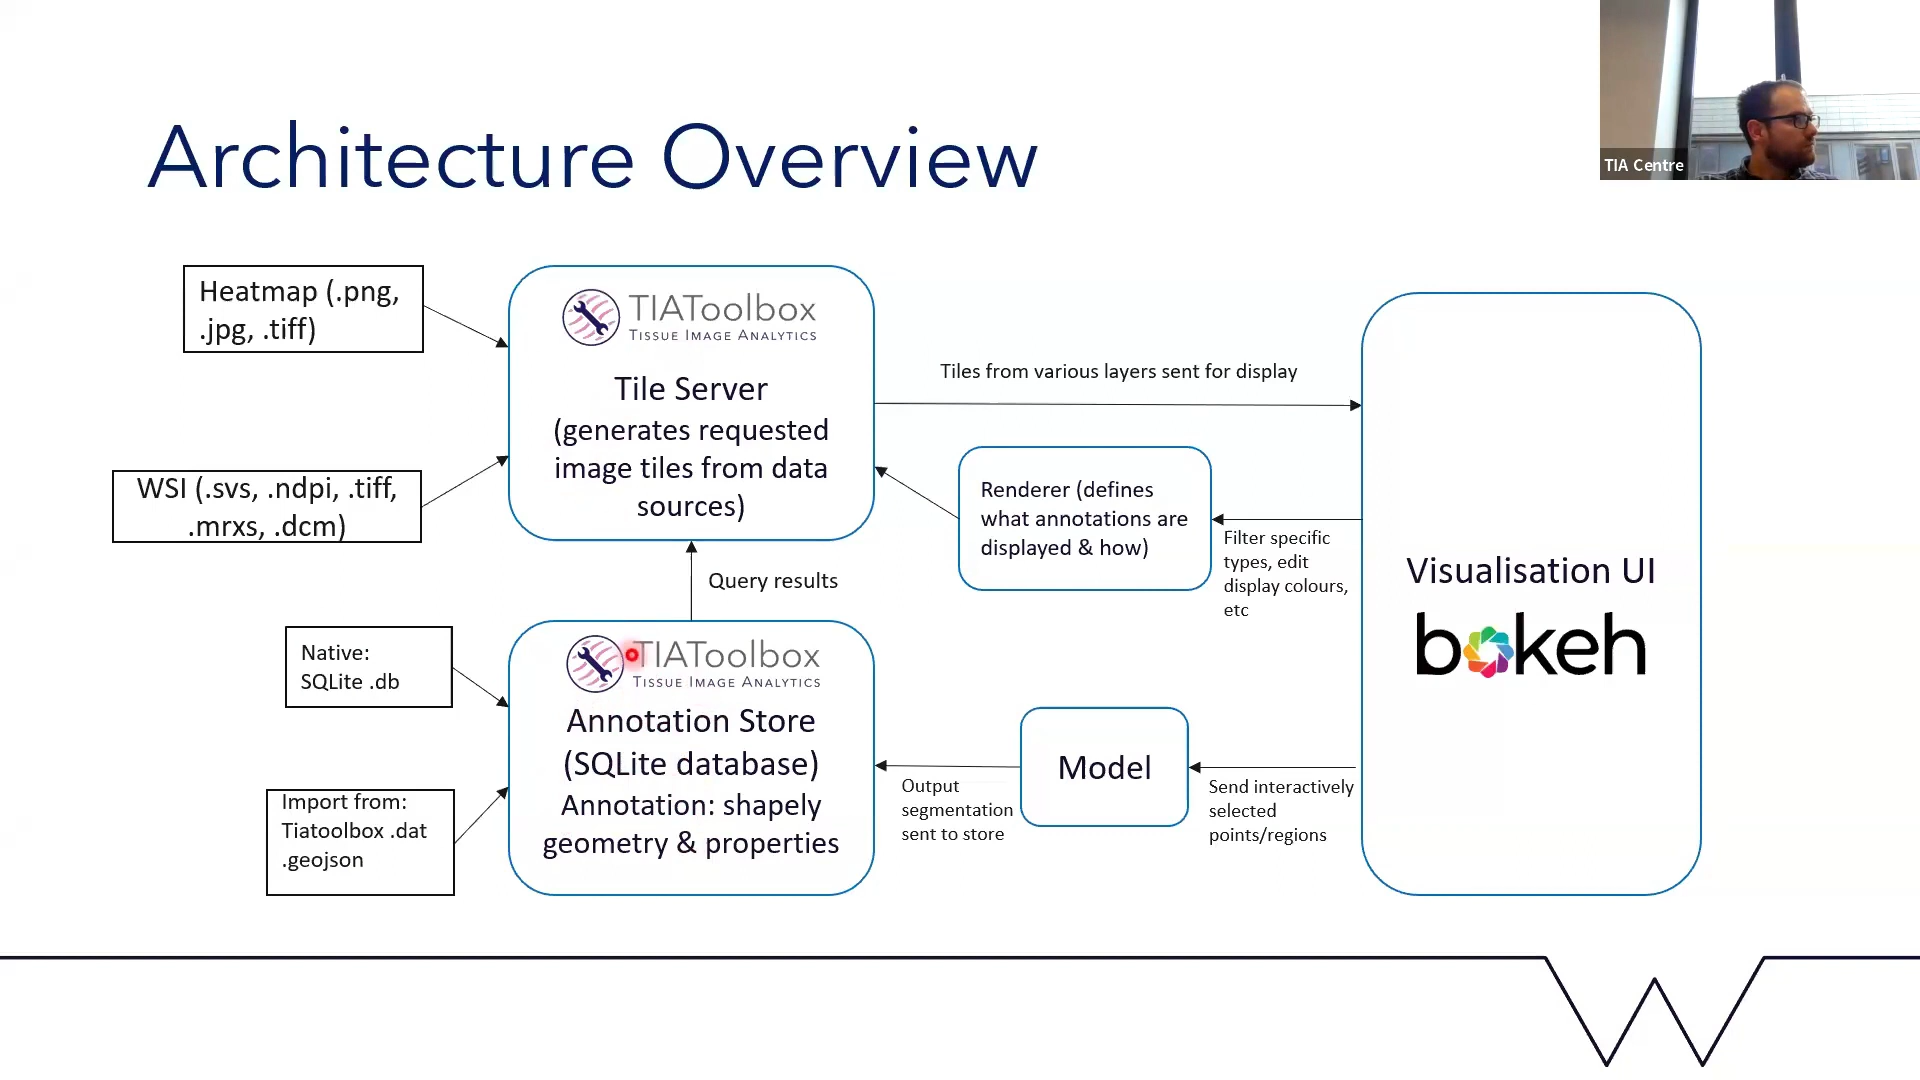 TIA Centre
Architecture Overview
Heatmap (.png,
.jpg, .tiff)
WSI (.svs, .ndpi, .tiff,
.mrxs, .dcm)
TIAToolbox
TISSUE IMAGE ANALYTICS
Tile Server
(generates requested
image tiles from data
sources)
Tiles from various layers sent for display
Renderer (defines
what annotations are
displayed & how)
Filter specific
types, edit
display colours,
etc
Visualisation UI
bokeh
Query results
Native:
SQLite .db
Import from:
Tiatoolbox .dat
.geojson
TIAToolbox
TISSUE IMAGE ANALYTICS
Annotation Store
(SQLite database)
Annotation: shapely
geometry & properties
Output
segmentation
sent to store
Model
Send interactively
selected
points/regions